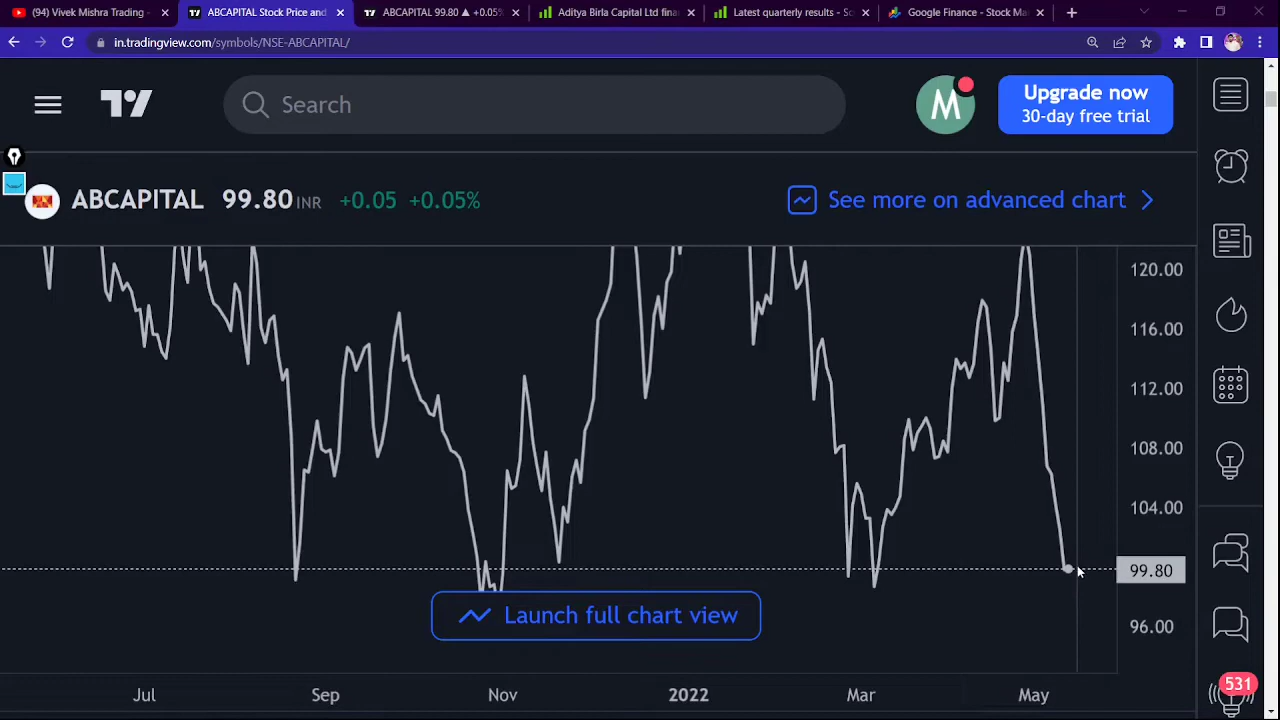 (94) Vivek Mishra Trading -
ABCAPITAL Stock Price and
ABCAPITAL 99.80 ▲ +0.05%
Aditya Birla Capital Ltd fina
Latest quarterly results - Sc
Google Finance - Stock Ma
in.tradingview.com/symbols/NSE-ABCAPITAL/
Search
M
Upgrade now
30-day free trial
ABCAPITAL 99.80 INR +0.05 +0.05%
See more on advanced chart
120.00
116.00
112.00
108.00
104.00
99.80
96.00
Launch full chart view
Jul Sep Nov 2022 Mar May
531